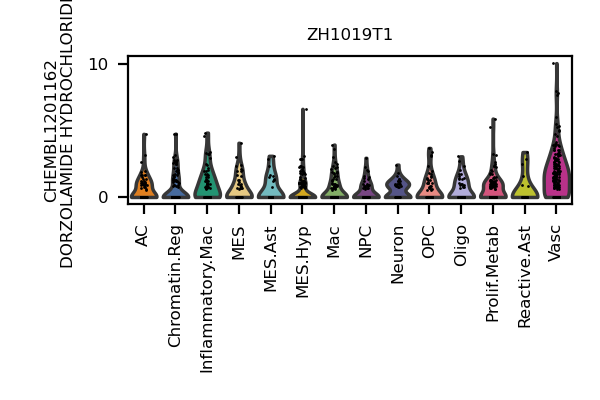 ZH1019T1
CHEMBL1201162
DORZOLAMIDE HYDROCHLORIDE
10
0
AC
Chromatin.Reg
Inflammatory.Mac
MES
MES.Ast
MES.Hyp
Mac
NPC
Neuron
OPC
Oligo
Prolif.Metab
Reactive.Ast
Vasc